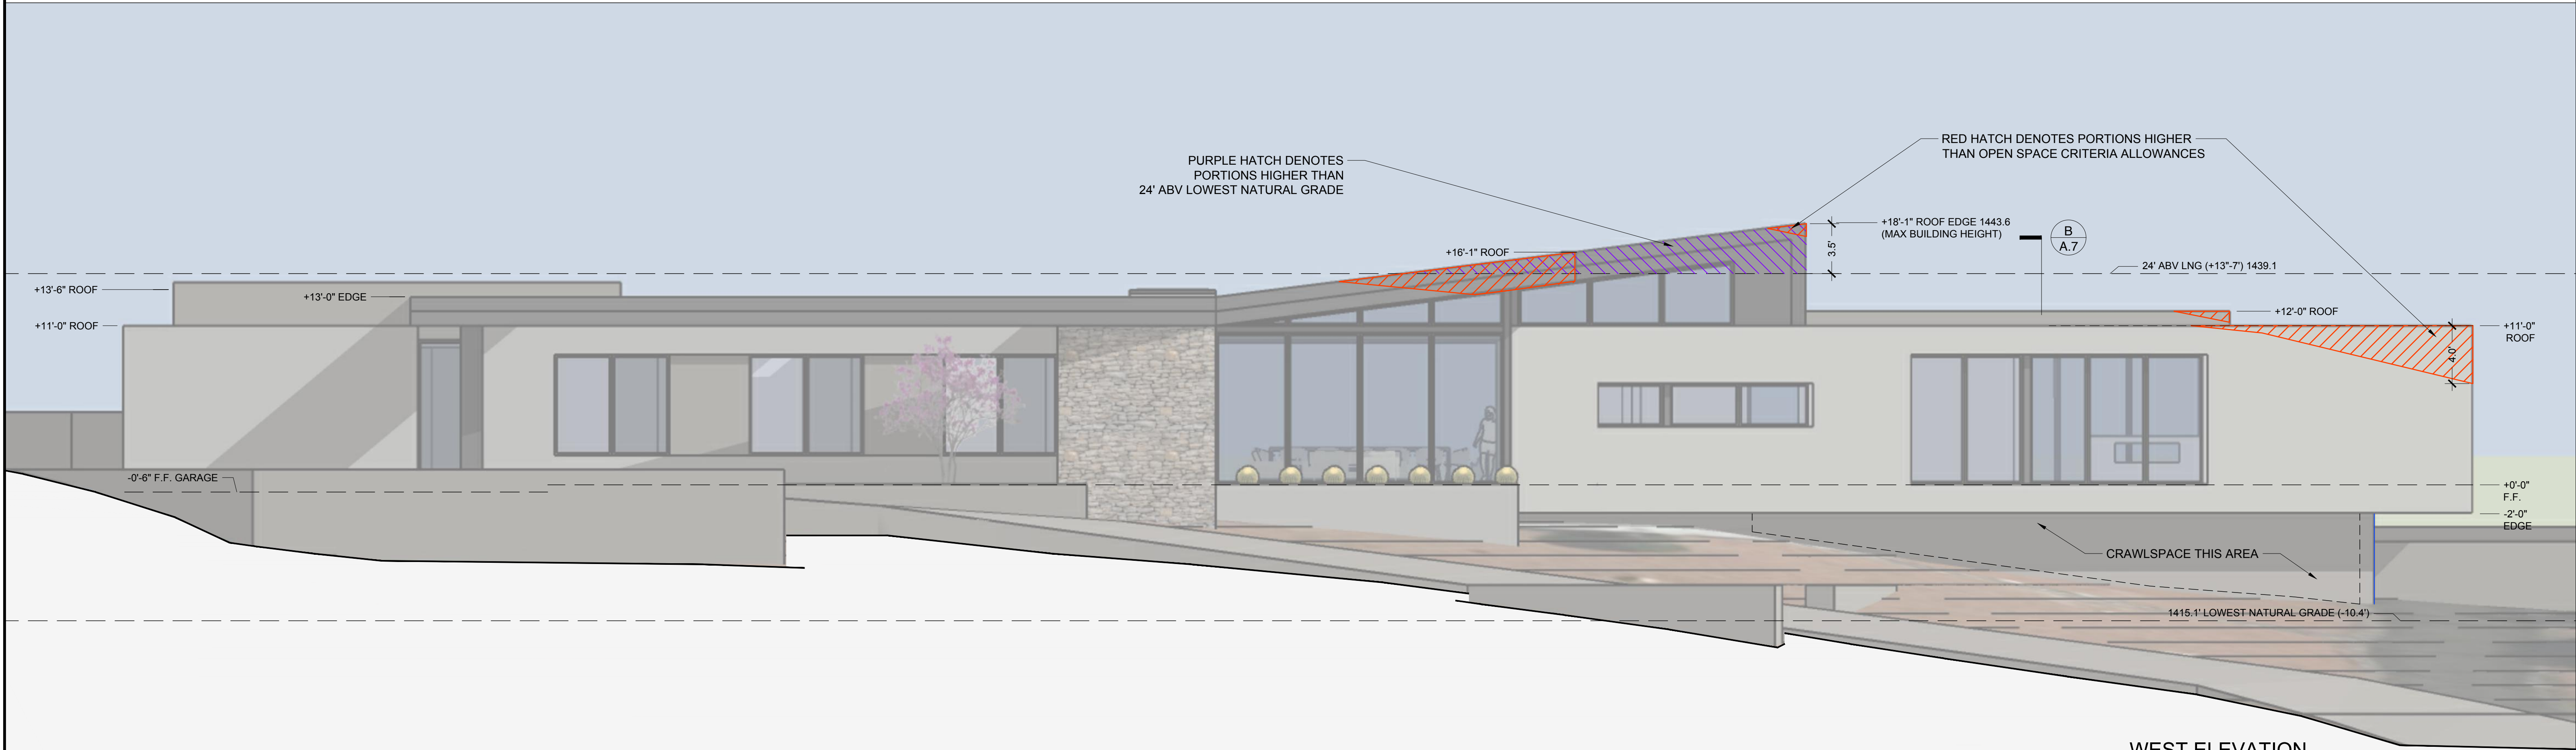 RED HATCH DENOTES PORTIONS HIGHER
THAN OPEN SPACE CRITERIA ALLOWANCES
PURPLE HATCH DENOTES
PORTIONS HIGHER THAN
24' ABV LOWEST NATURAL GRADE
+18'-1" ROOF EDGE 1443.6
(MAX BUILDING HEIGHT)
B
A.7
3.5'
+16'-1" ROOF
24' ABV LNG (+13"-7') 1439.1
+13'-6" ROOF
+13'-0" EDGE
+12'-0" ROOF
+11'-0" ROOF
+11'-0"
ROOF
4.0'
-0'-6" F.F. GARAGE
+0'-0"
F.F.
-2'-0"
EDGE
CRAWLSPACE THIS AREA
1415.1' LOWEST NATURAL GRADE (-10.4')
WEST ELEVATION